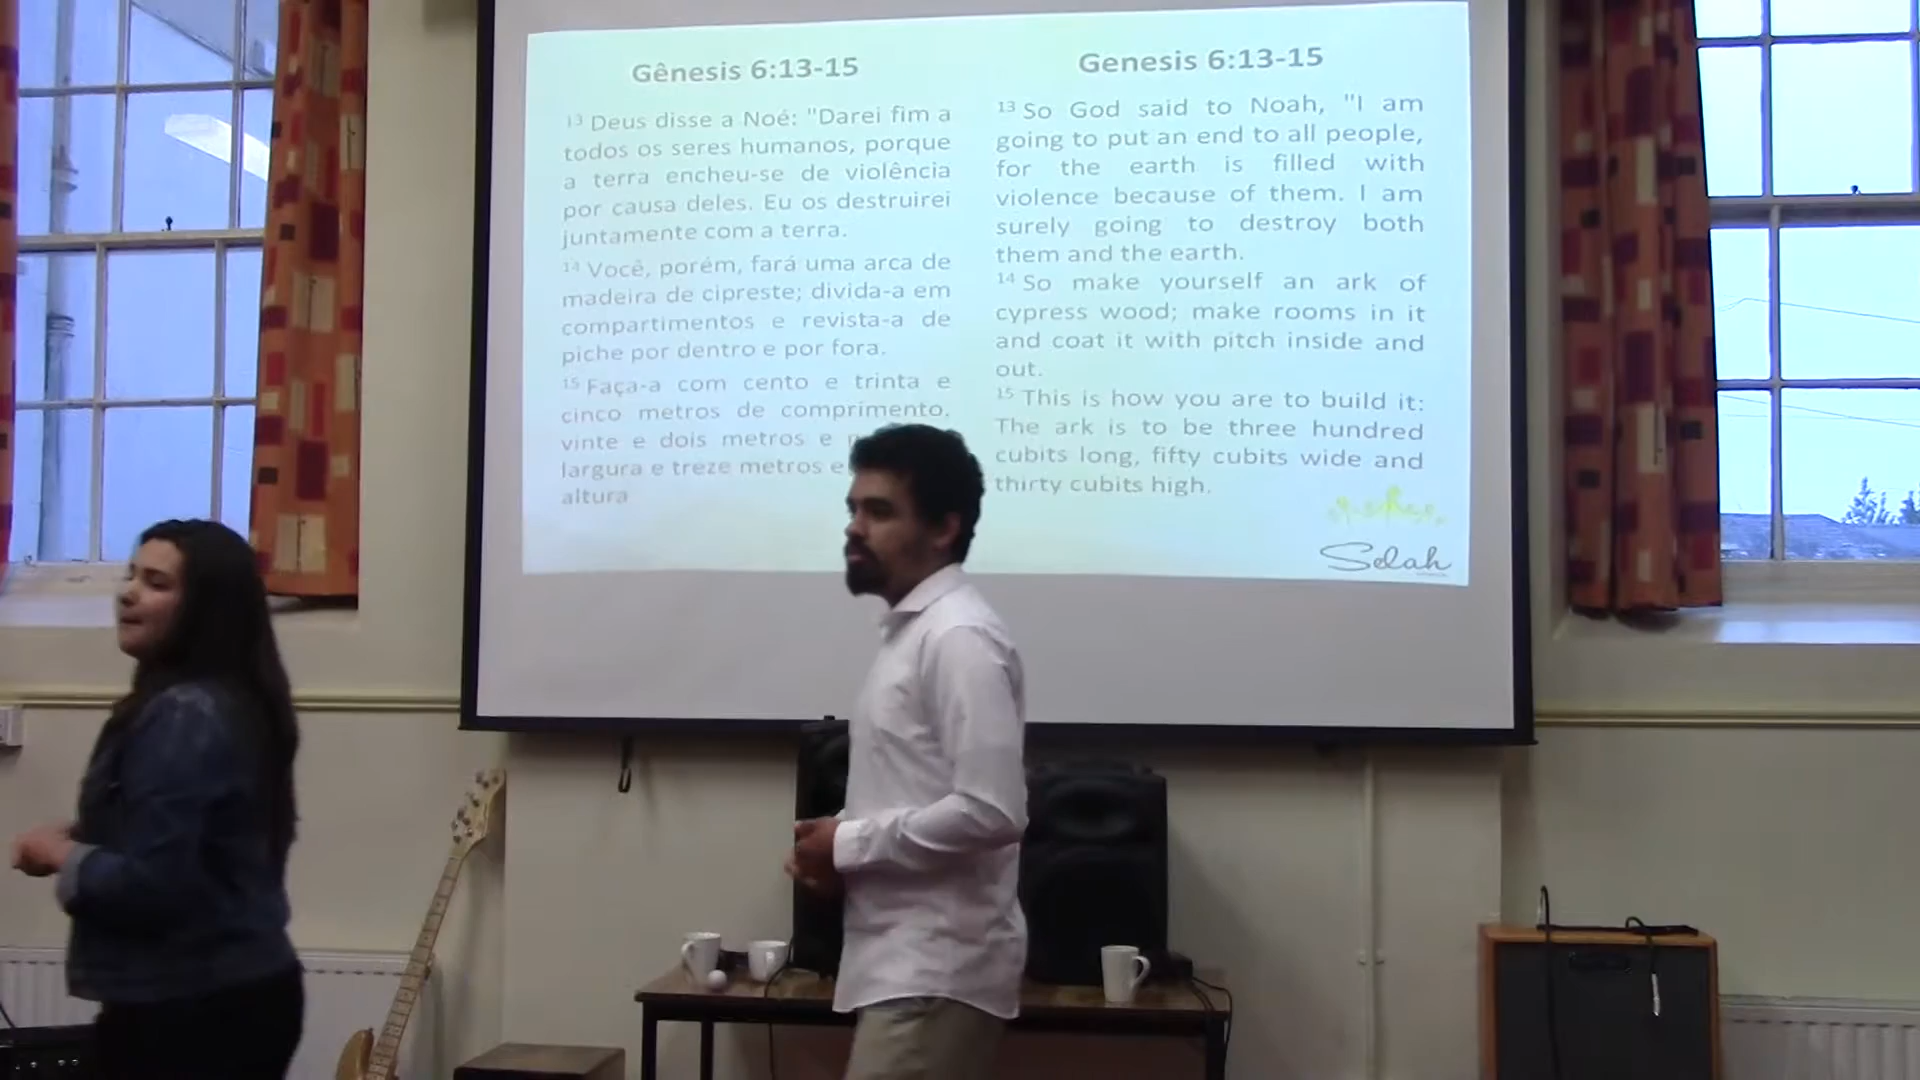 Gênesis 6:13-15
13 Deus disse a Noé: "Darei fim a
todos os seres humanos, porque
a terra encheu-se de violência
por causa deles. Eu os destruirei
juntamente com a terra.
14 Você, porém, fará uma arca de
madeira de cipreste; divida-a em
compartimentos e revista-a de
piche por dentro e por fora.
15 Faça-a com cento e trinta e
cinco metros de comprimento,
vinte e dois metros e
largura e treze metros e
altura
Genesis 6:13-15
13 So God said to Noah, "I am
going to put an end to all people,
for the earth is filled with
violence because of them. I am
surely going to destroy both
them and the earth.
14 So make yourself an ark of
cypress wood; make rooms in it
and coat it with pitch inside and
out.
15 This is how you are to build it:
The ark is to be three hundred
cubits long, fifty cubits wide and
thirty cubits high.
Selah